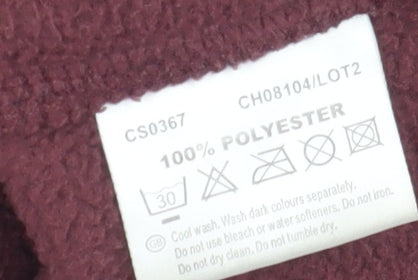 CS0367 CH08104/LOT2
100% POLYESTER
30
GB Cool wash. Wash dark colours separately.
Do not use bleach or water softeners. Do not iron.
Do not dry clean. Do not tumble dry.